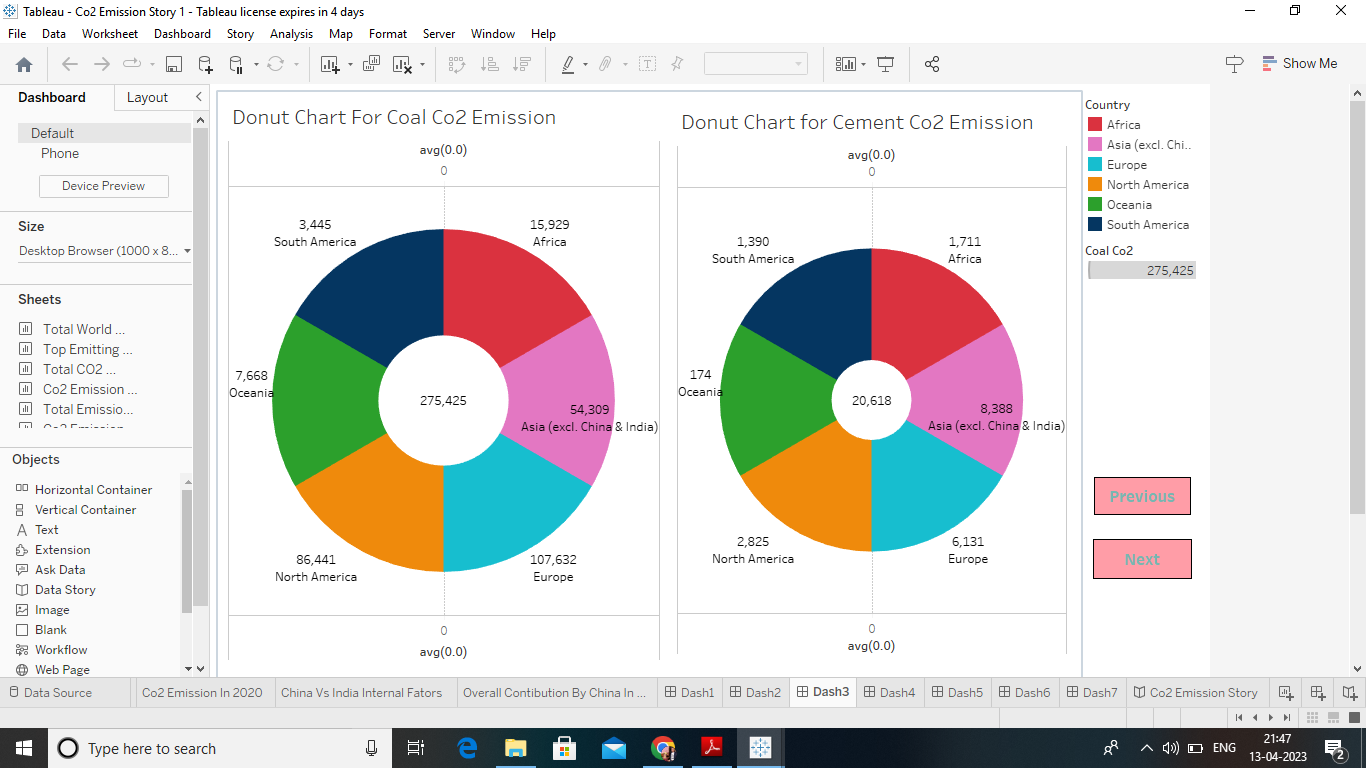 Tableau - Co2 Emission Story 1 - Tableau license expires in 4 days
File Data Worksheet Dashboard Story Analysis Map Format Server Window Help
Show Me
Dashboard Layout
Default
Phone
Device Preview
Size
Desktop Browser (1000 x 8...
Sheets
Total World ...
Top Emitting ...
Total CO2 ...
Co2 Emission ...
Total Emissio...
Co2 Emission
Objects
Horizontal Container
Vertical Container
Text
Extension
Ask Data
Data Story
Image
Blank
Workflow
Web Page
Donut Chart For Coal Co2 Emission
avg(0.0)
0
3,445
South America
15,929
Africa
7,668
Oceania
275,425
54,309
Asia (excl. China & India)
86,441
North America
107,632
Europe
0
avg(0.0)
Donut Chart for Cement Co2 Emission
avg(0.0)
0
1,390
South America
1,711
Africa
174
Oceania
20,618
8,388
Asia (excl. China & India)
2,825
North America
6,131
Europe
0
avg(0.0)
Country
Africa
Asia (excl. Chi..
Europe
North America
Oceania
South America
Coal Co2
275,425
Previous
Next
Data Source Co2 Emission In 2020 China Vs India Internal Fators Overall Contibution By China In ... Dash1 Dash2 Dash3 Dash4 Dash5 Dash6 Dash7 Co2 Emission Story
Type here to search
ENG
21:47
13-04-2023
2